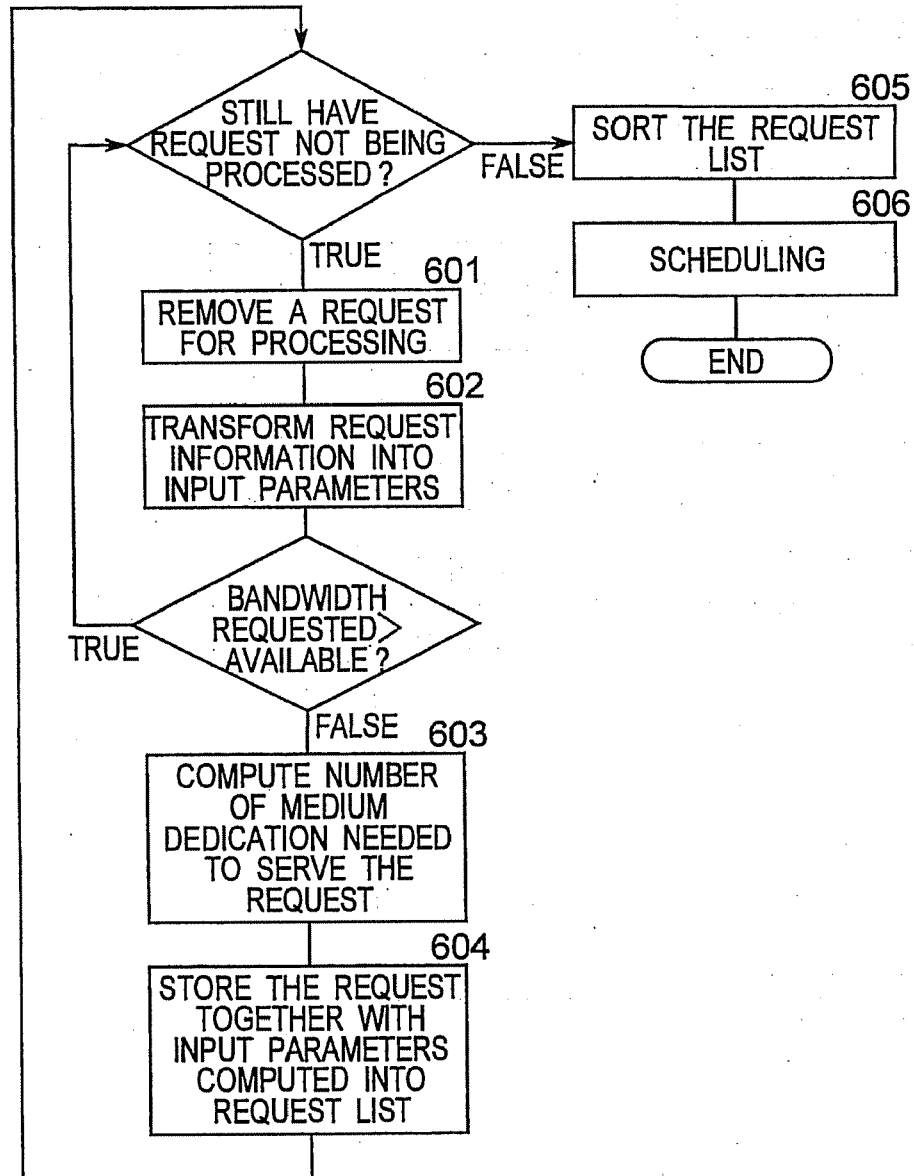 STILL HAVE
REQUEST NOT BEING
PROCESSED?
FALSE
605
SORT THE REQUEST
LIST
606
SCHEDULING
END
TRUE
601
REMOVE A REQUEST
FOR PROCESSING
602
TRANSFORM REQUEST
INFORMATION INTO
INPUT PARAMETERS
BANDWIDTH
REQUESTED>
AVAILABLE?
TRUE
FALSE
603
COMPUTE NUMBER
OF MEDIUM
DEDICATION NEEDED
TO SERVE THE
REQUEST
604
STORE THE REQUEST
TOGETHER WITH
INPUT PARAMETERS
COMPUTED INTO
REQUEST LIST